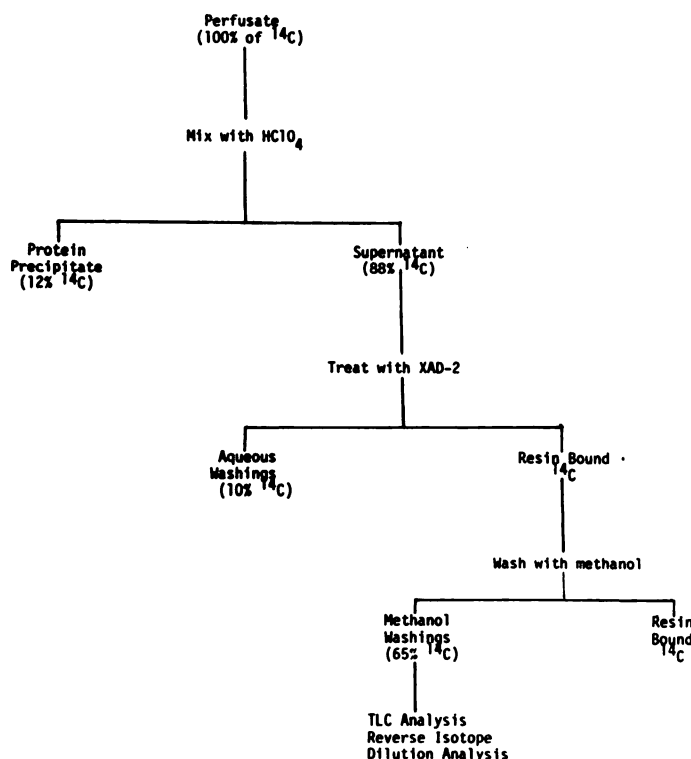 Perfusate
(100% of ¹⁴C)
Mix with HClO₄
Protein
Precipitate
(12% ¹⁴C)
Supernatant
(88% ¹⁴C)
Treat with XAD-2
Aqueous
Washings
(10% ¹⁴C)
Resin Bound
¹⁴C
Wash with methanol
Methanol
Washings
(65% ¹⁴C)
Resin
Bound
¹⁴C
TLC Analysis
Reverse Isotope
Dilution Analysis